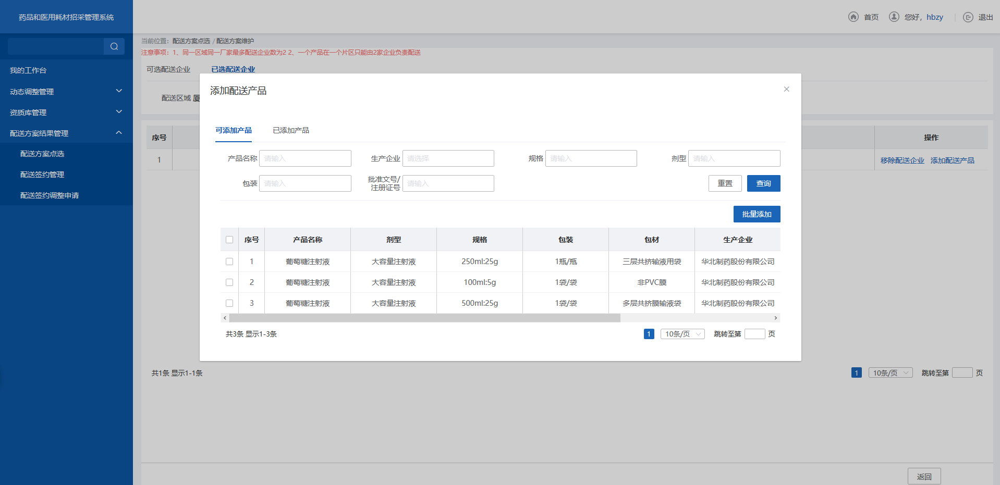 药品和医用耗材招采管理系统
首页
您好，hbzy
退出
我的工作台
动态调整管理
资质库管理
配送方案结果管理
配送方案点选
配送签约管理
配送签约调整申请
当前位置：配送方案点选 / 配送方案维护
注意事项：1、同一区域同一厂家最多配送企业数为2 2、一个产品在一个片区只能由2家企业负责配送
可选配送企业 已选配送企业
配送区域 厦
序号 操作
1 移除配送企业 添加配送产品
添加配送产品
可添加产品 已添加产品
产品名称 请输入 生产企业 请选择 规格 请输入 剂型 请输入
包装 请输入 批准文号/
注册证号 请输入 重置 查询
批量添加
序号 产品名称 剂型 规格 包装 包材 生产企业
1 葡萄糖注射液 大容量注射液 250ml:25g 1瓶/瓶 三层共挤输液用袋 华北制药股份有限公司
2 葡萄糖注射液 大容量注射液 100ml:5g 1袋/袋 非PVC膜 华北制药股份有限公司
3 葡萄糖注射液 大容量注射液 500ml:25g 1袋/袋 多层共挤膜输液袋 华北制药股份有限公司
共3条 显示1-3条 1 10条/页 跳转至第 页
共1条 显示1-1条 1 10条/页 跳转至第 页
返回